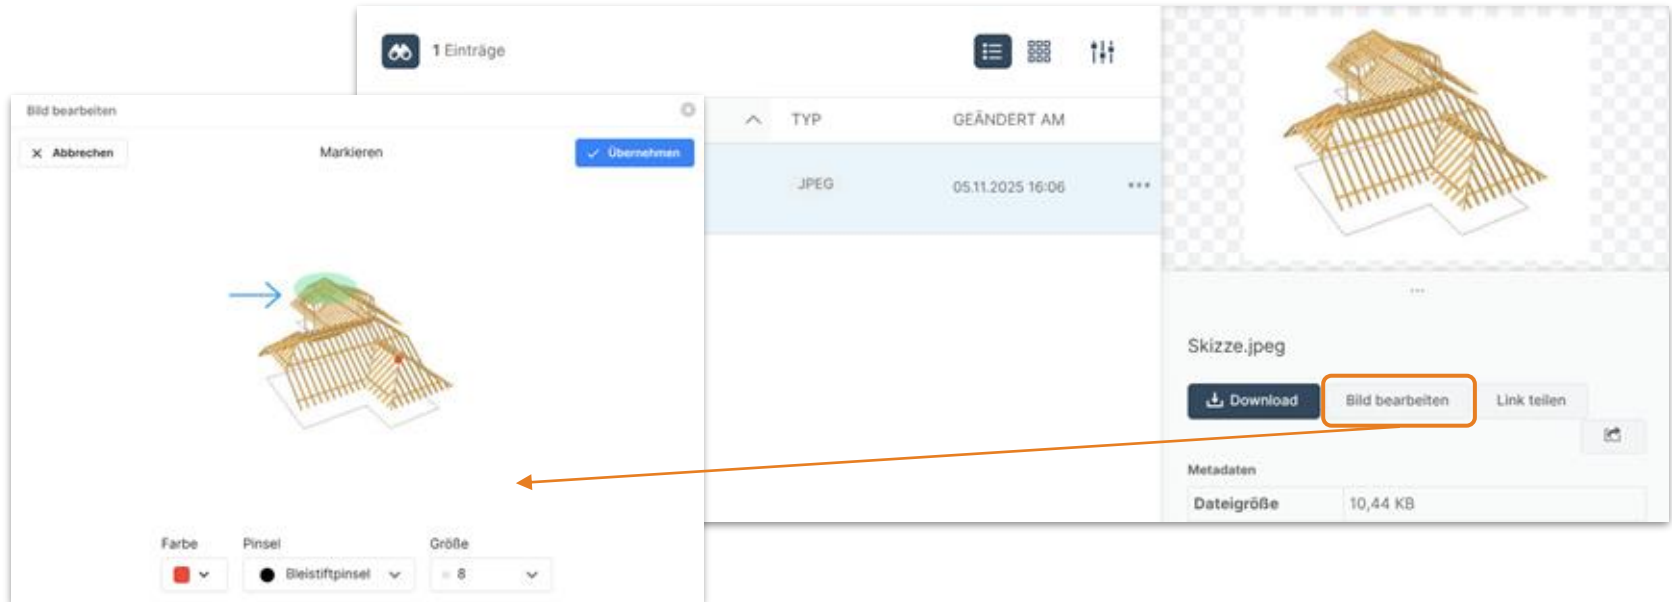 1 Einträge
TYP
GEÄNDERT AM
JPEG
05.11.2025 16:06
Bild bearbeiten
Abbrechen
Markieren
Übernehmen
Farbe
Pinsel
Größe
Bleistiftpinsel
8
Skizze.jpeg
Download
Bild bearbeiten
Link teilen
Metadaten
Dateigröße
10,44 KB